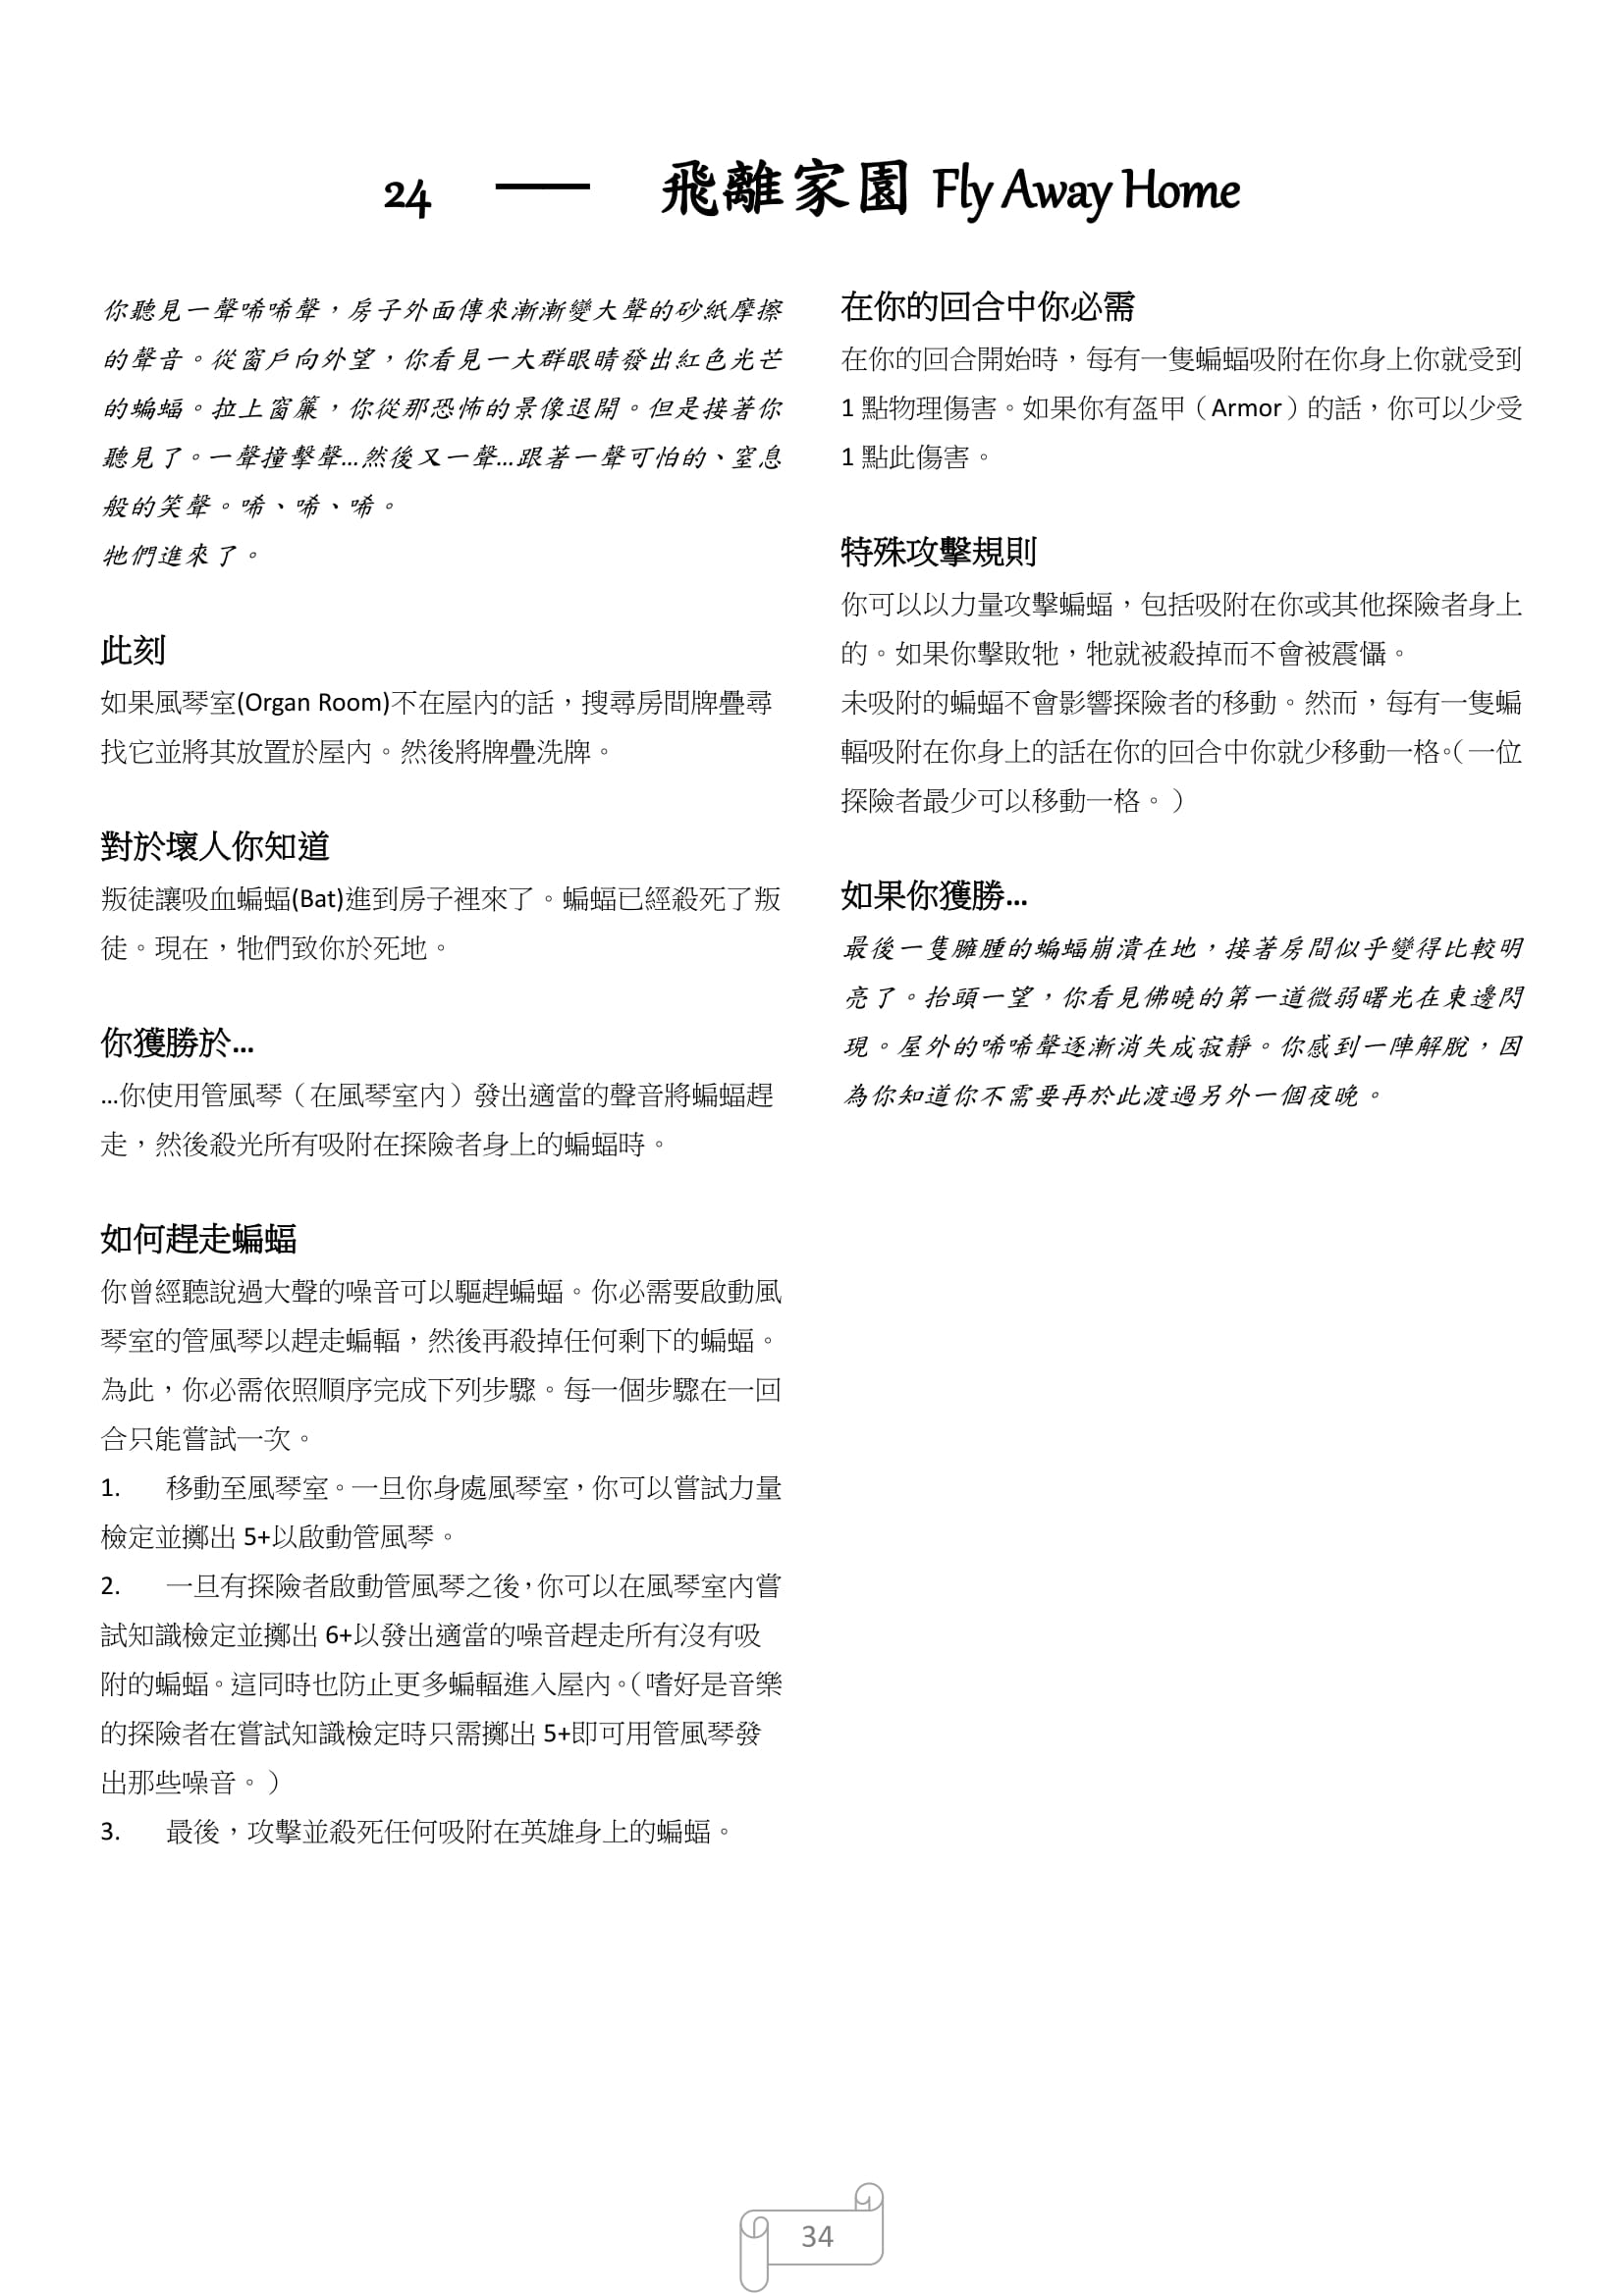 24 — 飛離家園 Fly Away Home
你聽見一聲唏唏聲，房子外面傳來漸漸變大聲的砂紙摩擦
的聲音。從窗戶向外望，你看見一大群眼睛發出紅色光芒
的蝙蝠。拉上窗簾，你從那恐怖的景像退開。但是接著你
聽見了。一聲撞擊聲…然後又一聲…跟著一聲可怕的、窒息
般的笑聲。唏、唏、唏。
牠們進來了。
此刻
如果風琴室(Organ Room)不在屋內的話，搜尋房間牌疊尋
找它並將其放置於屋內。然後將牌疊洗牌。
對於壞人你知道
叛徒讓吸血蝙蝠(Bat)進到房子裡來了。蝙蝠已經殺死了叛
徒。現在，牠們致你於死地。
你獲勝於…
…你使用管風琴（在風琴室內）發出適當的聲音將蝙蝠趕
走，然後殺光所有吸附在探險者身上的蝙蝠時。
如何趕走蝙蝠
你曾經聽說過大聲的噪音可以驅趕蝙蝠。你必需要啟動風
琴室的管風琴以趕走蝙輻，然後再殺掉任何剩下的蝙蝠。
為此，你必需依照順序完成下列步驟。每一個步驟在一回
合只能嘗試一次。
1. 移動至風琴室。一旦你身處風琴室，你可以嘗試力量
檢定並擲出 5+以啟動管風琴。
2. 一旦有探險者啟動管風琴之後，你可以在風琴室內嘗
試知識檢定並擲出 6+以發出適當的噪音趕走所有沒有吸
附的蝙蝠。這同時也防止更多蝙輻進入屋內。（嗜好是音樂
的探險者在嘗試知識檢定時只需擲出 5+即可用管風琴發
出那些噪音。）
3. 最後，攻擊並殺死任何吸附在英雄身上的蝙蝠。
在你的回合中你必需
在你的回合開始時，每有一隻蝙蝠吸附在你身上你就受到
1 點物理傷害。如果你有盔甲（Armor）的話，你可以少受
1 點此傷害。
特殊攻擊規則
你可以以力量攻擊蝙蝠，包括吸附在你或其他探險者身上
的。如果你擊敗牠，牠就被殺掉而不會被震懾。
未吸附的蝙蝠不會影響探險者的移動。然而，每有一隻蝙
輻吸附在你身上的話在你的回合中你就少移動一格。（一位
探險者最少可以移動一格。）
如果你獲勝…
最後一隻臃腫的蝙蝠崩潰在地，接著房間似乎變得比較明
亮了。抬頭一望，你看見佛曉的第一道微弱曙光在東邊閃
現。屋外的唏唏聲逐漸消失成寂靜。你感到一陣解脫，因
為你知道你不需要再於此渡過另外一個夜晚。
34